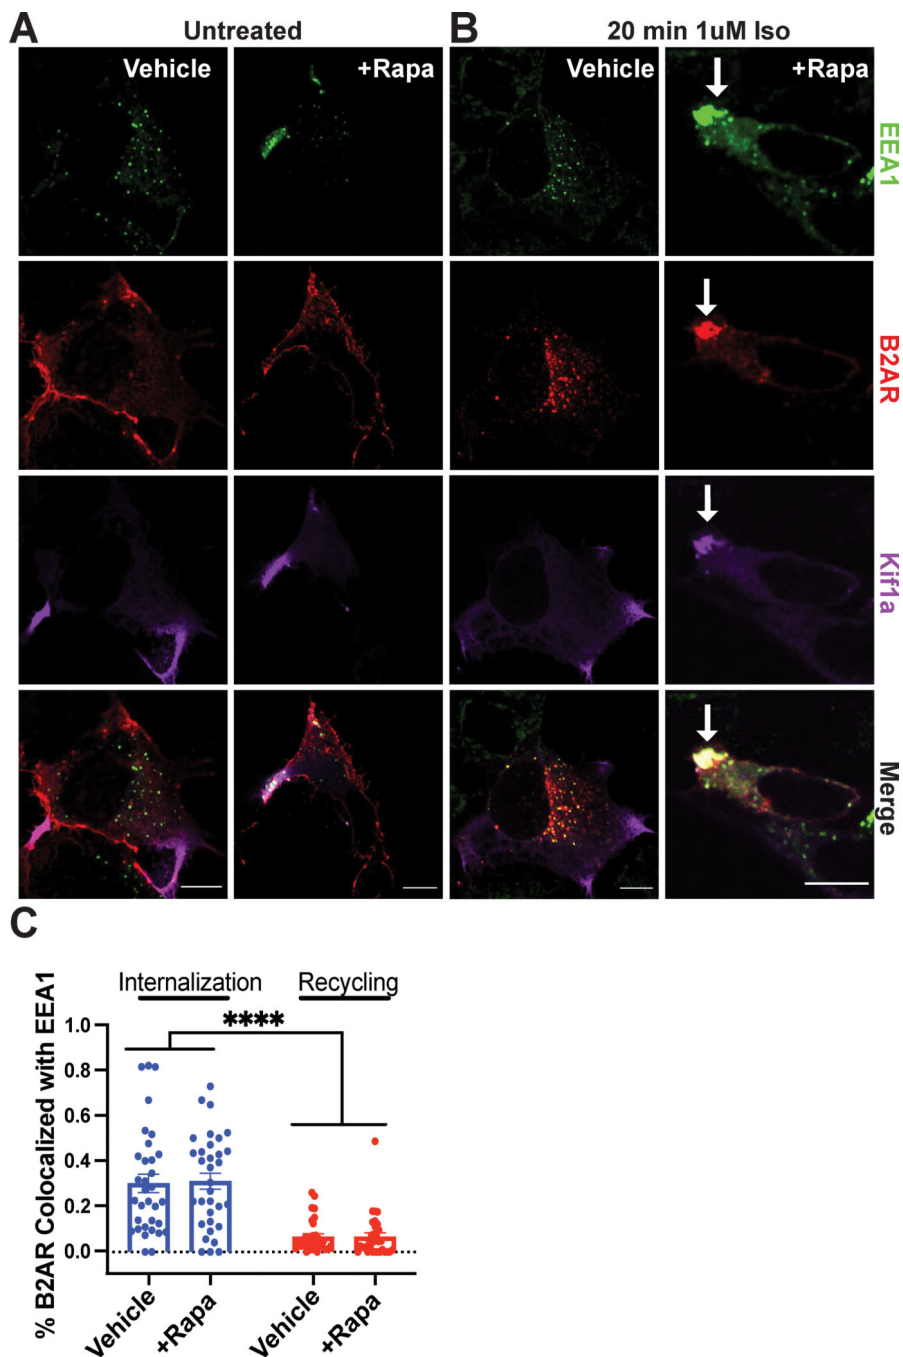 A
Untreated
B
20 min 1uM Iso
Vehicle
+Rapa
Vehicle
+Rapa
EEA1
B2AR
Kif1a
Merge
C
% B2AR Colocalized with EEA1
Internalization
Recycling
****
1.0
0.8
0.6
0.4
0.2
0.0
Vehicle
+Rapa
Vehicle
+Rapa